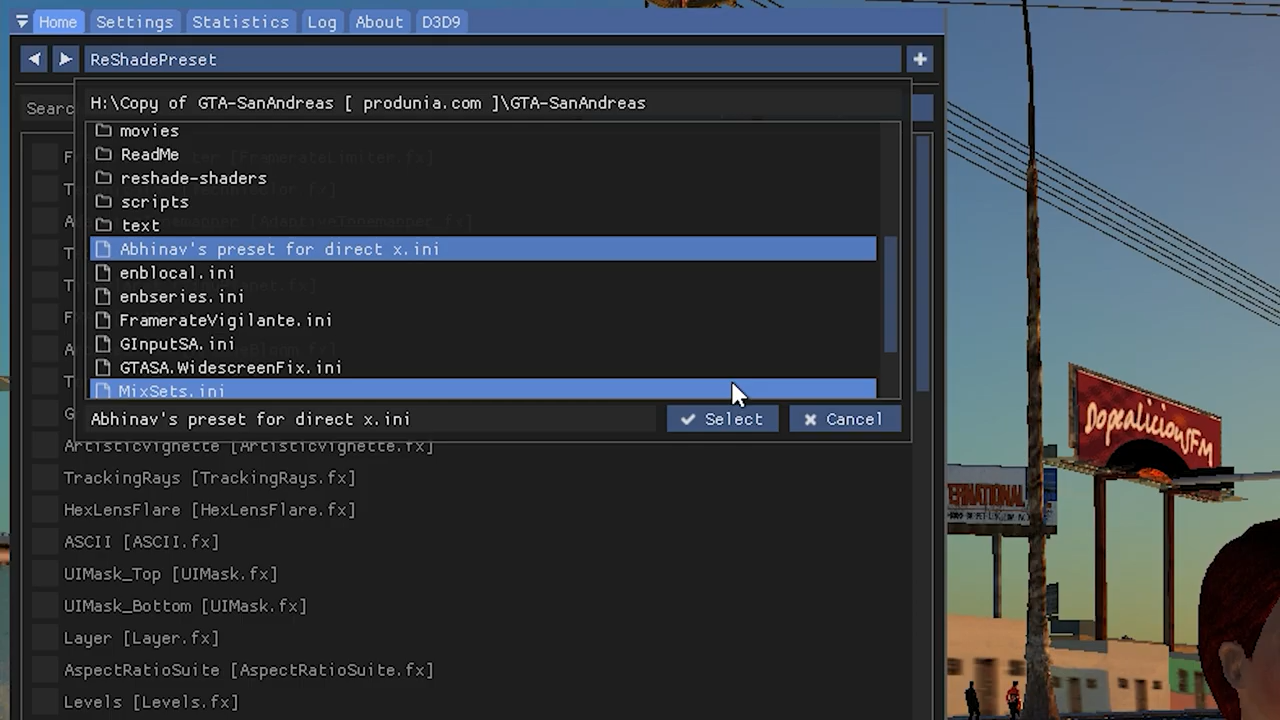 Home Settings Statistics Log About D3D9
ReShadePreset
Searc
H:\Copy of GTA-SanAndreas [ produnia.com ]\GTA-SanAndreas
movies
ReadMe
reshade-shaders
scripts
text
Abhinav's preset for direct x.ini
enblocal.ini
enbseries.ini
FramerateVigilante.ini
GInputSA.ini
GTASA.WidescreenFix.ini
MixSets.ini
Abhinav's preset for direct x.ini Select Cancel
ArtisticVignette [ArtisticVignette.fx]
TrackingRays [TrackingRays.fx]
HexLensFlare [HexLensFlare.fx]
ASCII [ASCII.fx]
UIMask_Top [UIMask.fx]
UIMask_Bottom [UIMask.fx]
Layer [Layer.fx]
AspectRatioSuite [AspectRatioSuite.fx]
Levels [Levels.fx]
DopealiciousFM
ERNATIONAL